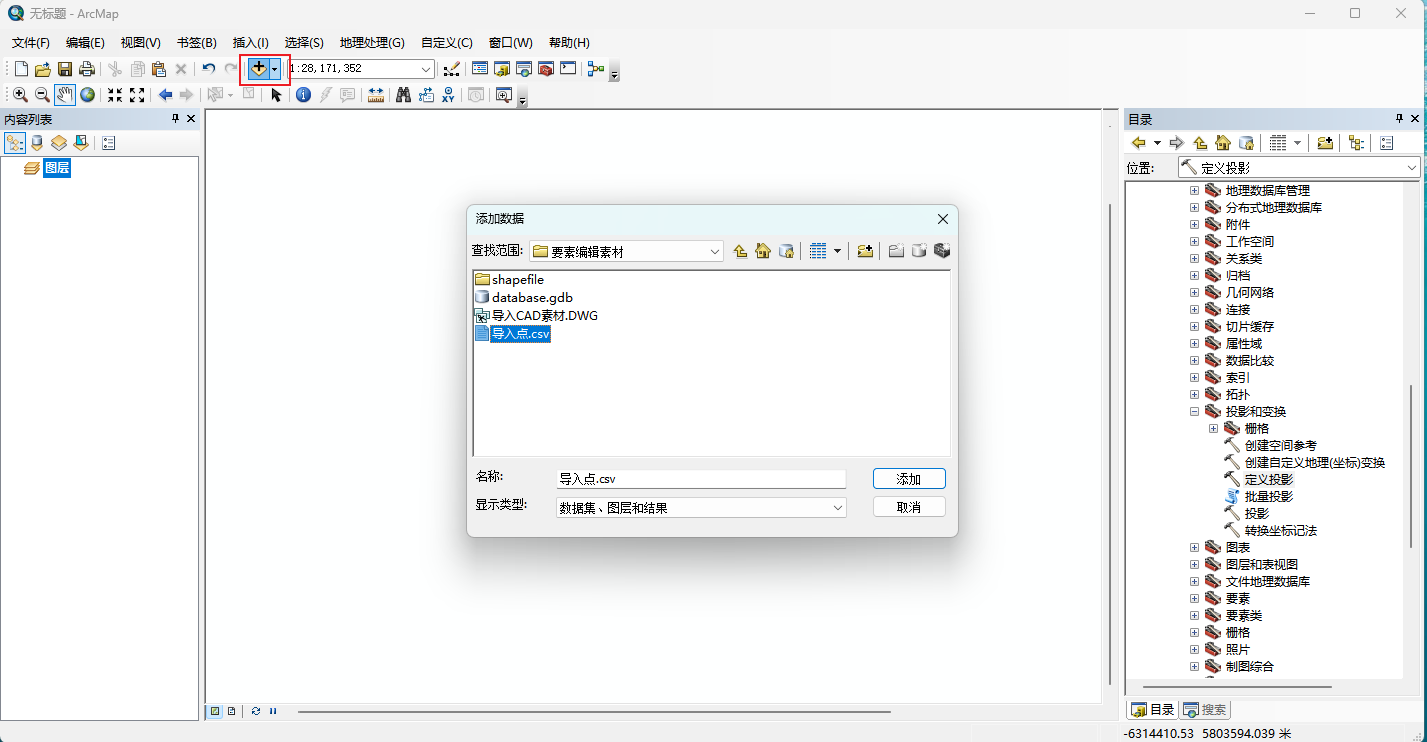 无标题 - ArcMap
文件(F) 编辑(E) 视图(V) 书签(B) 插入(I) 选择(S) 地理处理(G) 自定义(C) 窗口(W) 帮助(H)
1:28,171,352
XY
内容列表
图层
添加数据
查找范围: 要素编辑素材
shapefile
database.gdb
导入CAD素材.DWG
导入点.csv
名称: 导入点.csv 添加
显示类型: 数据集、图层和结果 取消
目录
位置: 定义投影
地理数据库管理
分布式地理数据库
附件
工作空间
关系类
归档
几何网络
连接
切片缓存
属性域
数据比较
索引
拓扑
投影和变换
栅格
创建空间参考
创建自定义地理(坐标)变换
定义投影
批量投影
投影
转换坐标记法
图表
图层和表视图
文件地理数据库
要素
要素类
栅格
照片
制图综合
目录 搜索
-6314410.53 5803594.039 米